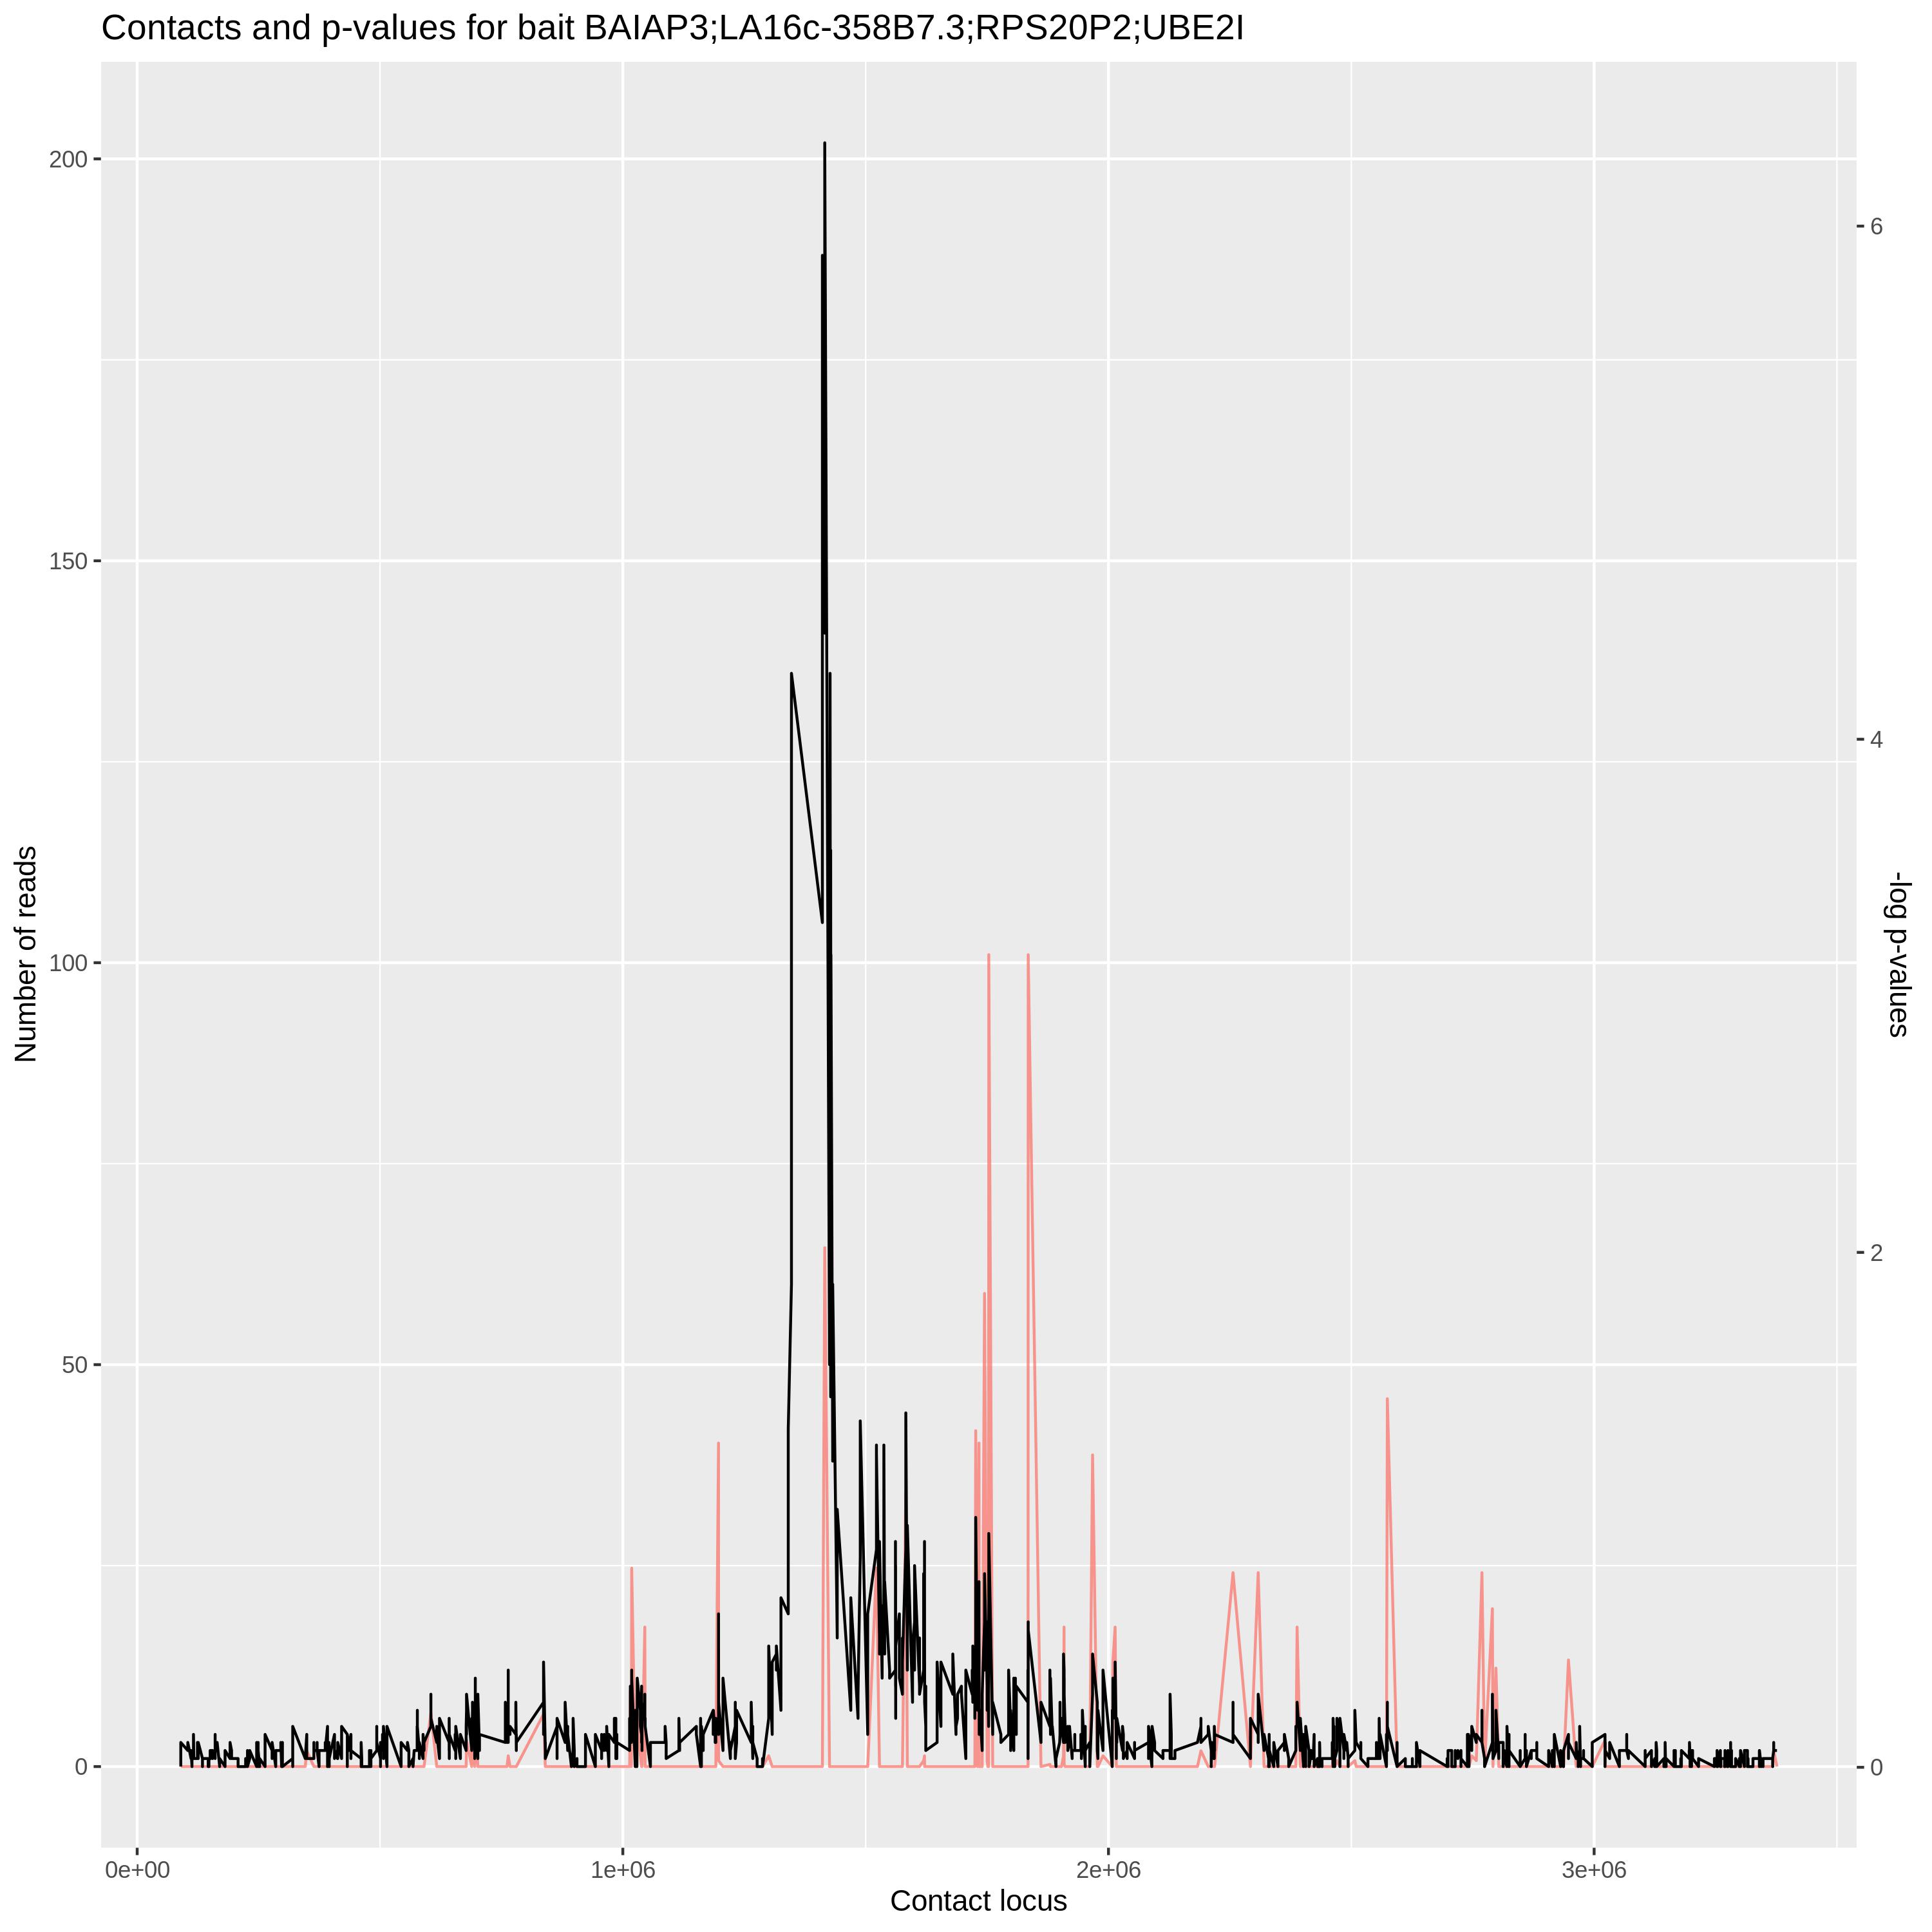 Contacts and p-values for bait BAIAP3;LA16c-358B7.3;RPS20P2;UBE2I
200
150
100
50
0
Number of reads
6
4
2
0
-log p-values
0e+00
1e+06
2e+06
3e+06
Contact locus